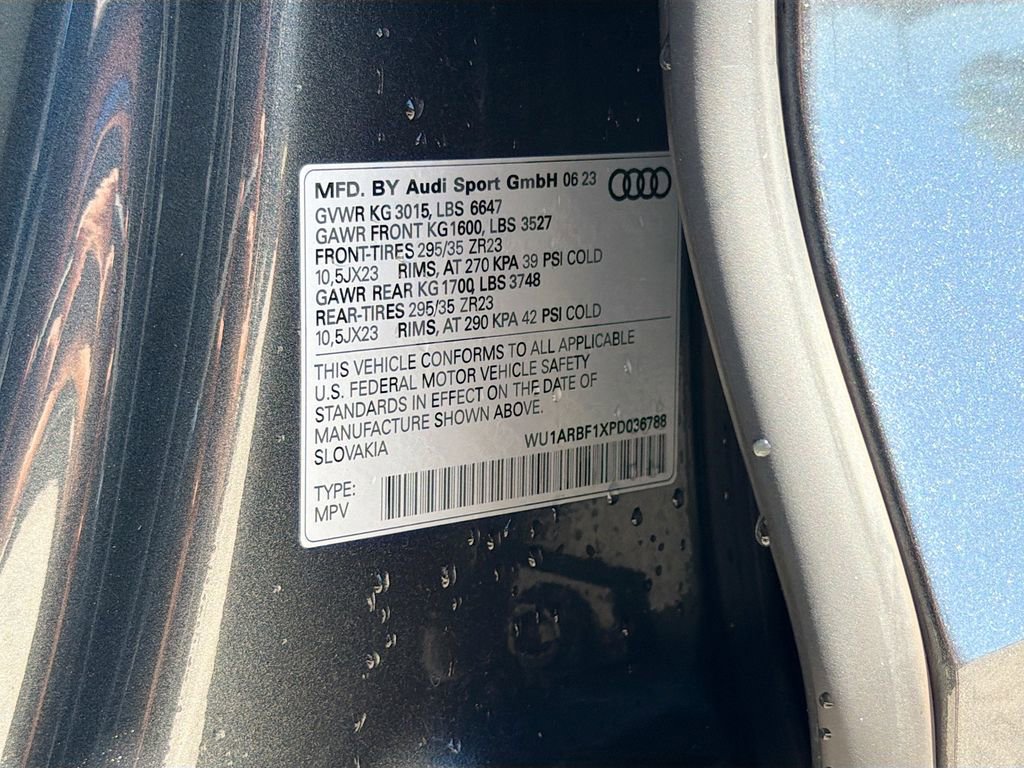 MFD. BY Audi Sport GmbH 06 23
GVWR KG 3015, LBS 6647
GAWR FRONT KG1600, LBS 3527
FRONT-TIRES 295/35 ZR23
10,5JX23 RIMS, AT 270 KPA 39 PSI COLD
GAWR REAR KG 1700, LBS 3748
REAR-TIRES 295/35 ZR23
10,5JX23 RIMS, AT 290 KPA 42 PSI COLD
THIS VEHICLE CONFORMS TO ALL APPLICABLE
U.S. FEDERAL MOTOR VEHICLE SAFETY
STANDARDS IN EFFECT ON THE DATE OF
MANUFACTURE SHOWN ABOVE.
SLOVAKIA
WU1ARBF1XPD036788
TYPE:
MPV